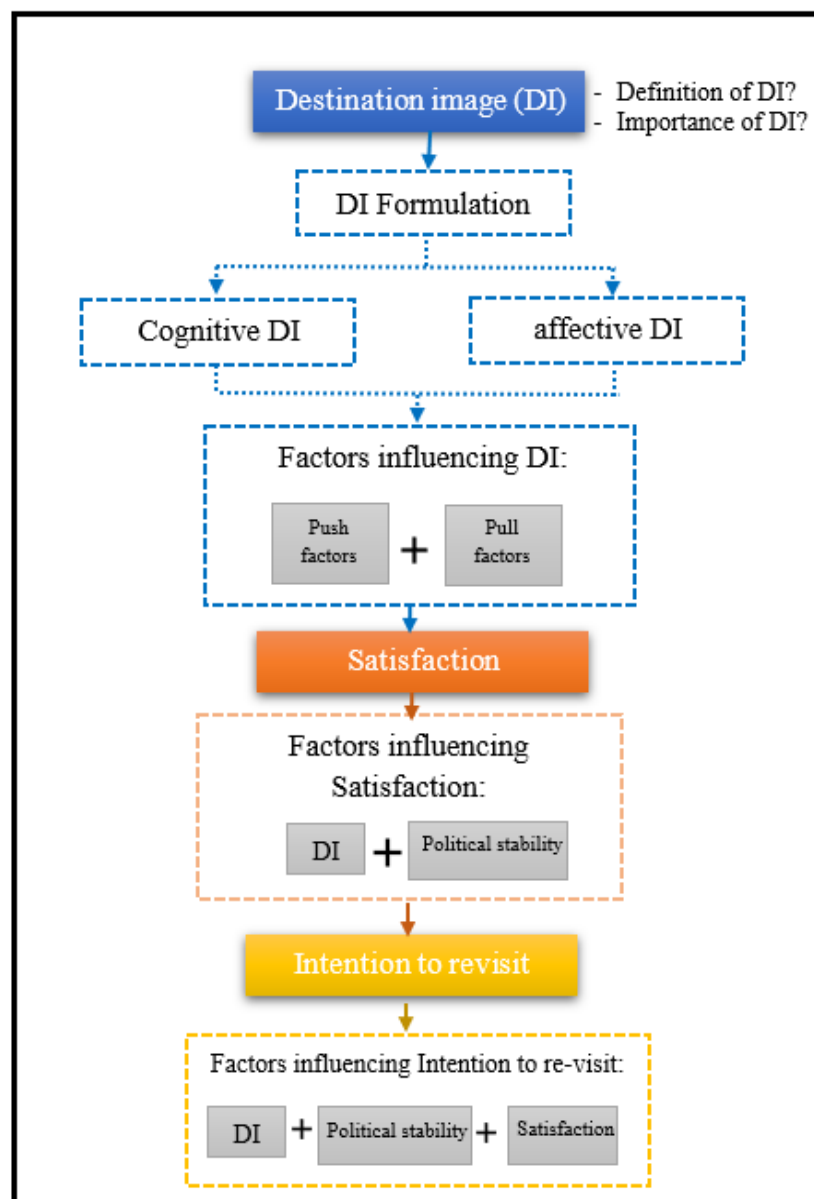 Destination image (DI)
- Definition of DI?
- Importance of DI?
DI Formulation
Cognitive DI
affective DI
Factors influencing DI:
Push
factors
+
Pull
factors
Satisfaction
Factors influencing
Satisfaction:
DI
+
Political stability
Intention to revisit
Factors influencing Intention to re-visit:
DI
+
Political stability
+
Satisfaction